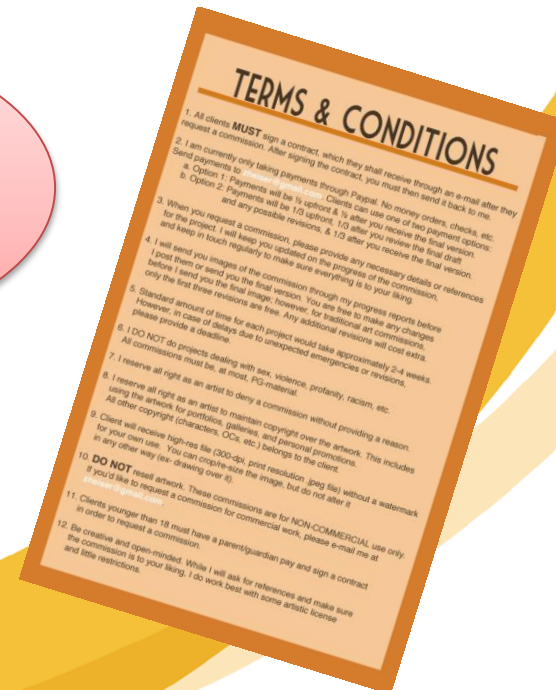 TERMS & CONDITIONS
1. All clients MUST sign a contract, which they shall receive through an e-mail after they
request a commission. After signing the contract, you must then send it back to me.
2. I am currently only taking payments through Paypal. No money orders, checks, etc.
Send payments to @gmail.com. Clients can use one of two payment options:
a. Option 1: Payments will be ½ upfront & ½ after you receive the final version.
b. Option 2: Payments will be 1/3 upfront, 1/3 after you review the final draft
and any possible revisions, & 1/3 after you receive the final version.
3. When you request a commission, please provide any necessary details or references
for the project. I will keep you updated on the progress of the commission,
and keep in touch regularly to make sure everything is to your liking.
4. I will send you images of the commission through my progress reports before
I post them or send you the final version. You are free to make any changes
before I send you the final image; however, for traditional art commissions,
only the first three revisions are free. Any additional revisions will cost extra.
5. Standard amount of time for each project would take approximately 2-4 weeks.
However, in case of delays due to unexpected emergencies or revisions,
please provide a deadline.
6. I DO NOT do projects dealing with sex, violence, profanity, racism, etc.
All commissions must be, at most, PG-material.
7. I reserve all right as an artist to deny a commission without providing a reason.
8. I reserve all right as an artist to maintain copyright over the artwork. This includes
using the artwork for portfolios, galleries, and personal promotions.
All other copyright (characters, OCs, etc.) belongs to the client.
9. Client will receive high-res file (300-dpi, print resolution .jpeg file) without a watermark
for your own use. You can crop/re-size the image, but do not alter it
in any other way (ex- drawing over it).
10. DO NOT resell artwork. These commissions are for NON-COMMERCIAL use only.
If you'd like to request a commission for commercial work, please e-mail me at
@gmail.com.
11. Clients younger than 18 must have a parent/guardian pay and sign a contract
in order to request a commission.
12. Be creative and open-minded. While I will ask for references and make sure
the commission is to your liking, I do work best with some artistic license
and little restrictions.